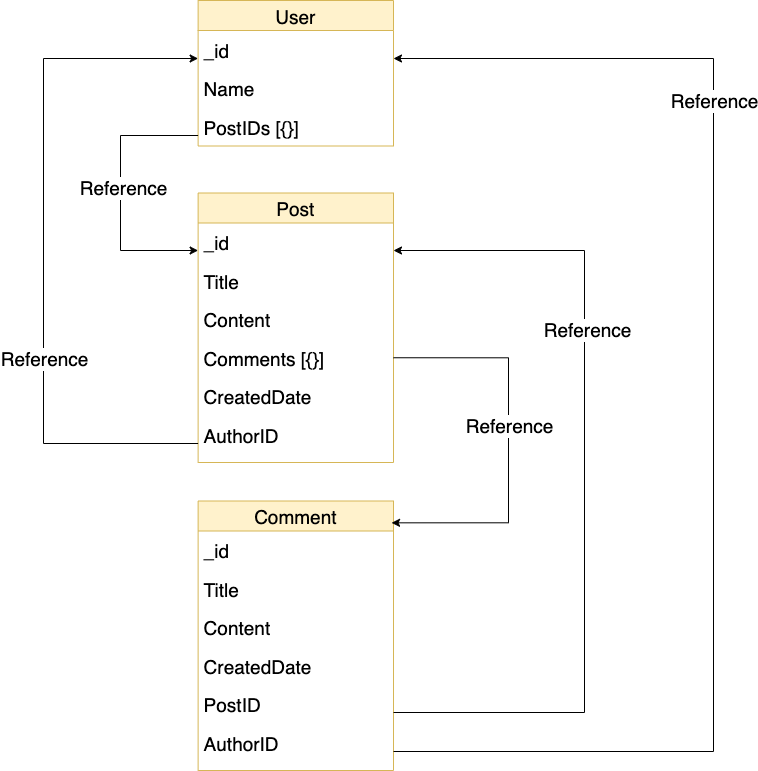 User
_id
Name
PostIDs [{}]
Reference
Reference
Post
_id
Title
Content
Comments [{}]
CreatedDate
AuthorID
Reference
Reference
Reference
Comment
_id
Title
Content
CreatedDate
PostID
AuthorID